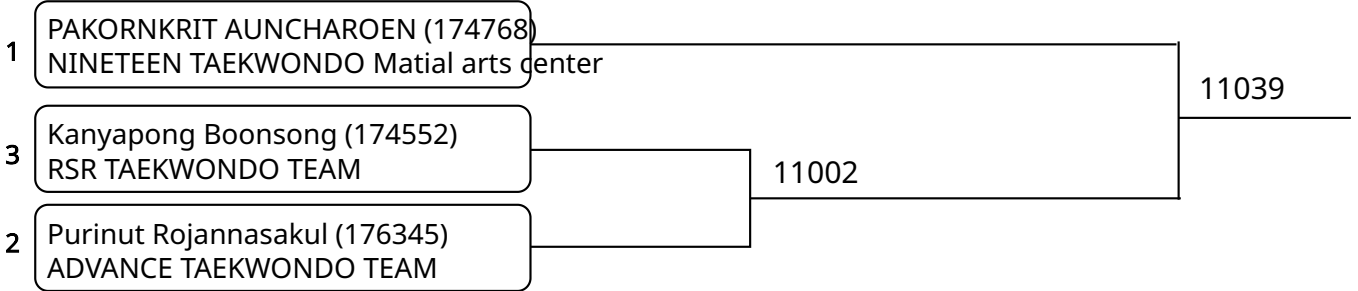 1
PAKORNKRIT AUNCHAROEN (174768)
NINETEEN TAEKWONDO Matial arts center
11039
3
Kanyapong Boonsong (174552)
RSR TAEKWONDO TEAM
11002
2
Purinut Rojannasakul (176345)
ADVANCE TAEKWONDO TEAM